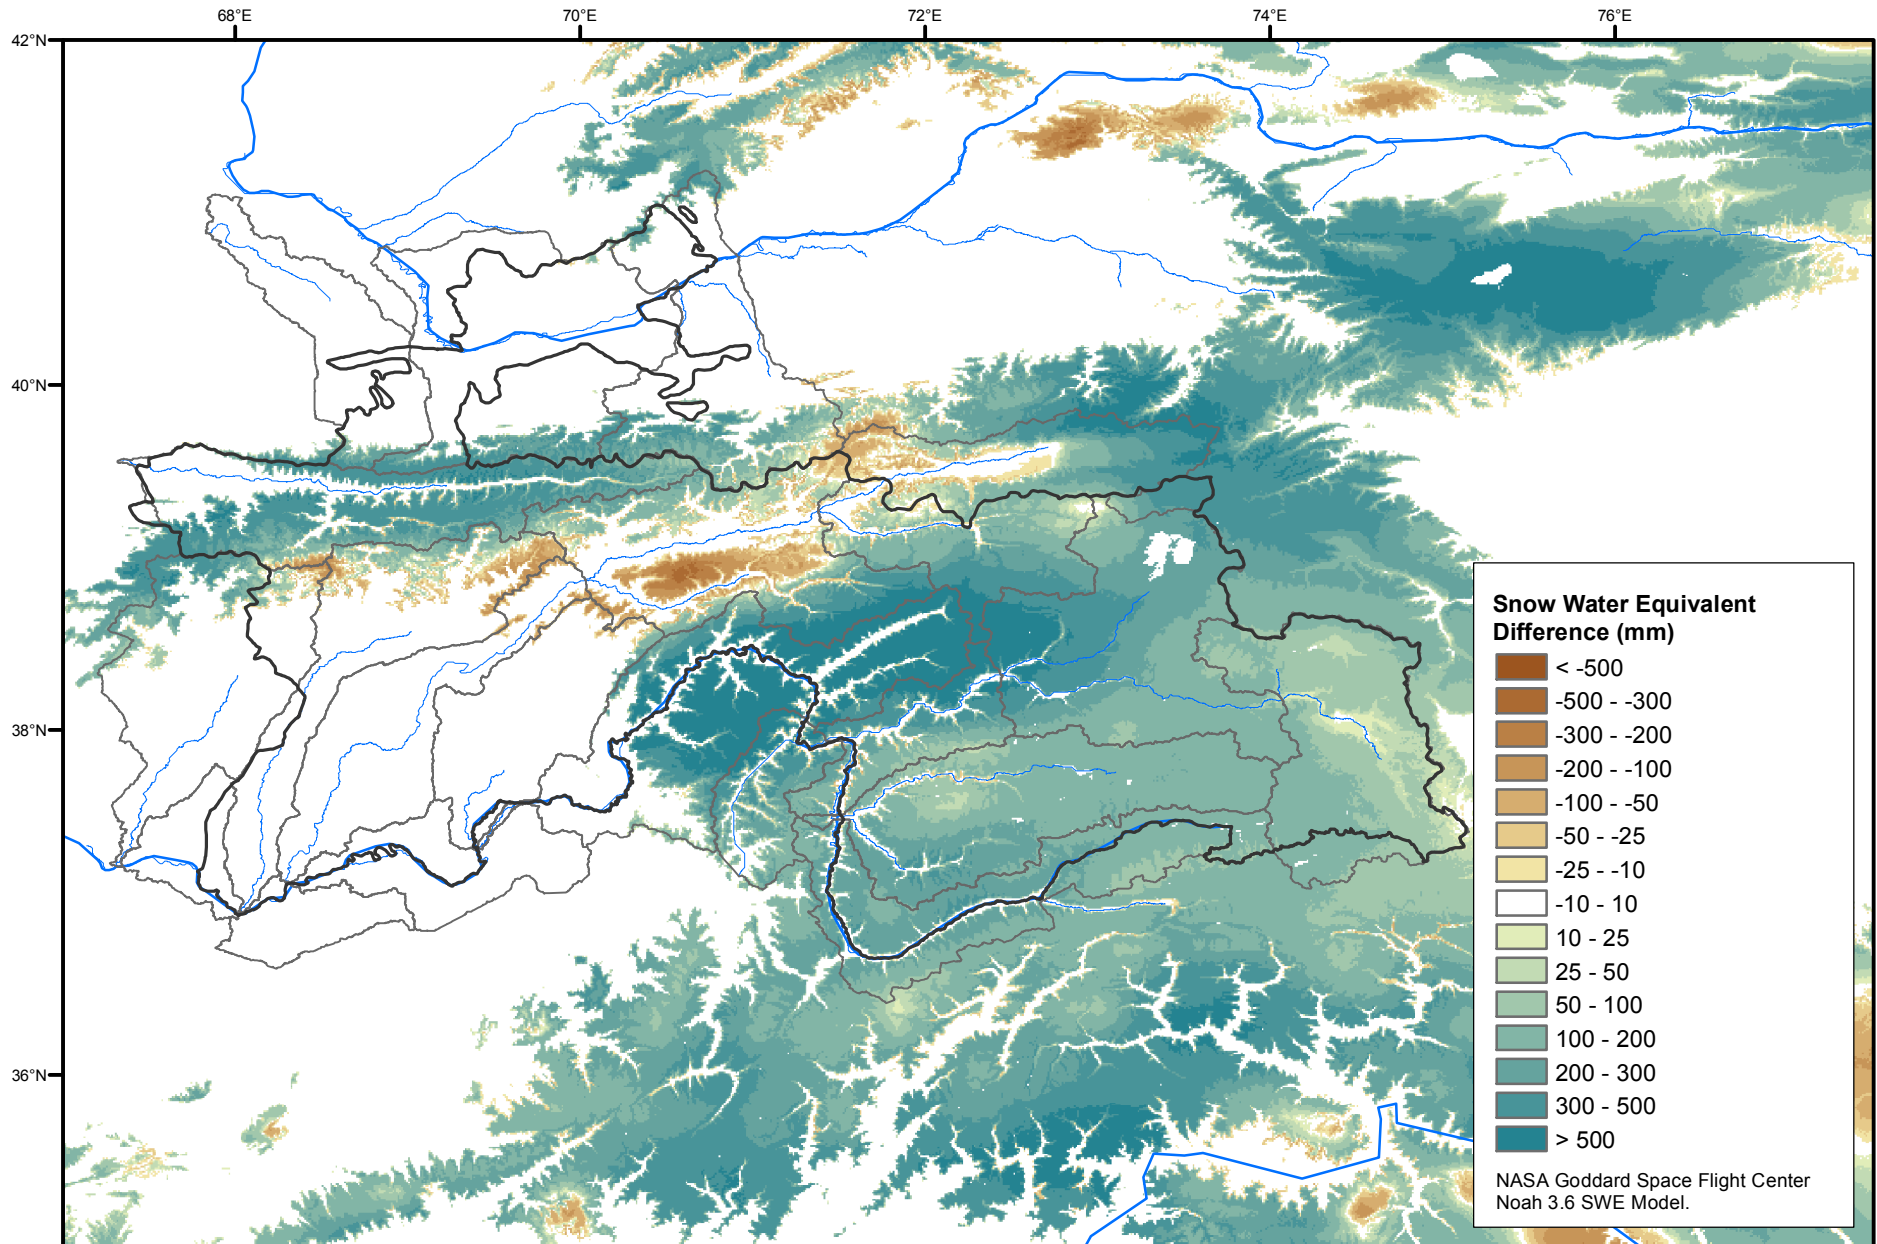 68°E 70°E 72°E 74°E 76°E
42°N
40°N
38°N
36°N
Snow Water Equivalent
Difference (mm)
< -500
-500 - -300
-300 - -200
-200 - -100
-100 - -50
-50 - -25
-25 - -10
-10 - 10
10 - 25
25 - 50
50 - 100
100 - 200
200 - 300
300 - 500
> 500
NASA Goddard Space Flight Center
Noah 3.6 SWE Model.